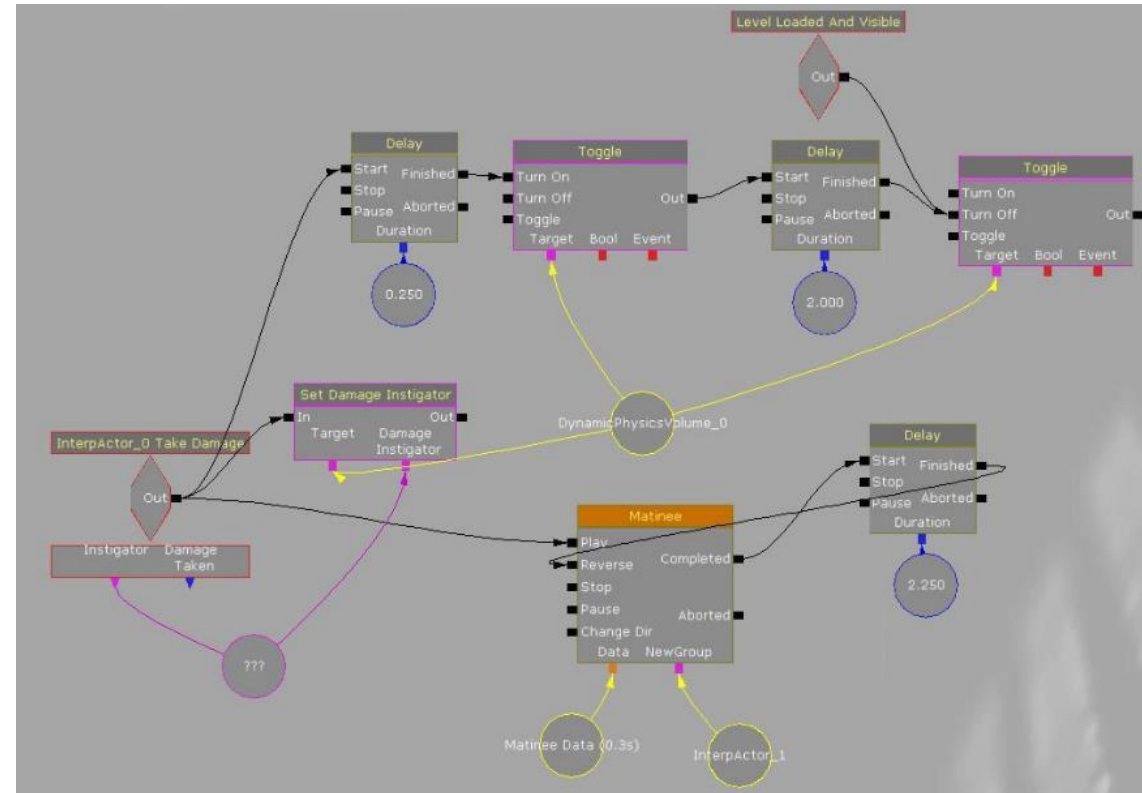 Level Loaded And Visible
Out
Delay
Start Finished
Stop
Pause Aborted
Duration
0.250
Toggle
Turn On
Turn Off Out
Toggle
Target Bool Event
Delay
Start Finished
Stop
Pause Aborted
Duration
2.000
Toggle
Turn On
Turn Off Out
Toggle
Target Bool Event
Set Damage Instigator
In Out
Target Damage
Instigator
DynamicPhysicsVolume_0
InterpActor_0 Take Damage
Out
Instigator Damage
Taken
???
Delay
Start Finished
Stop
Pause Aborted
Duration
2.250
Matinee
Play
Completed
Reverse
Stop
Pause
Aborted
Change Dir
Data NewGroup
Matinee Data (0.3s)
InterpActor_1